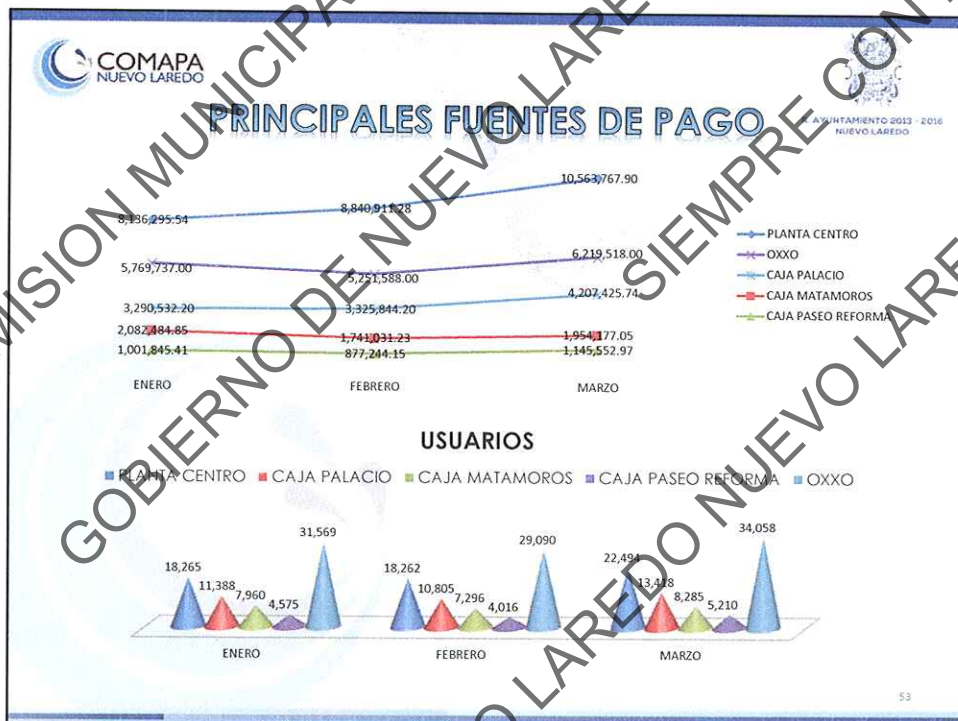 COMAPA
NUEVO LAREDO
AYUNTAMIENTO 2013 - 2016
NUEVO LAREDO
PRINCIPALES FUENTES DE PAGO
10,563,767.90
8,840,911.28
8,136,295.54
6,219,518.00
5,769,737.00
5,251,588.00
4,207,425.74
3,290,532.20
3,325,844.20
2,082,484.85
1,741,031.23
1,954,177.05
1,001,845.41
877,244.15
1,145,552.97
ENERO
FEBRERO
MARZO
PLANTA CENTRO
OXXO
CAJA PALACIO
CAJA MATAMOROS
CAJA PASEO REFORMA
USUARIOS
PLANTA CENTRO CAJA PALACIO CAJA MATAMOROS CAJA PASEO REFORMA OXXO
18,265
11,388
7,960
4,575
31,569
18,262
10,805
7,296
4,016
29,090
22,494
13,418
8,285
5,210
34,058
ENERO
FEBRERO
MARZO
53
MISION MUNICIPA
GOBIERNO DE NUEVO LARE
SIEMPRE CON
LAREDO NUEVO LARE